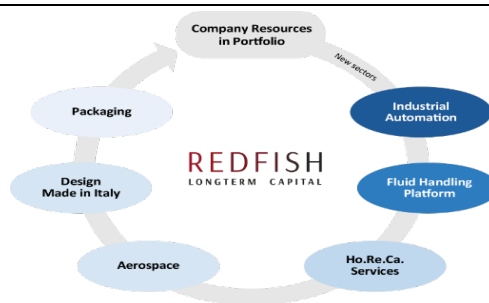 Company Resources
in Portfolio
New sectors
Packaging
Industrial
Automation
REDFISH
LONGTERM CAPITAL
Design
Made in Italy
Fluid Handling
Platform
Aerospace
Ho.Re.Ca.
Services